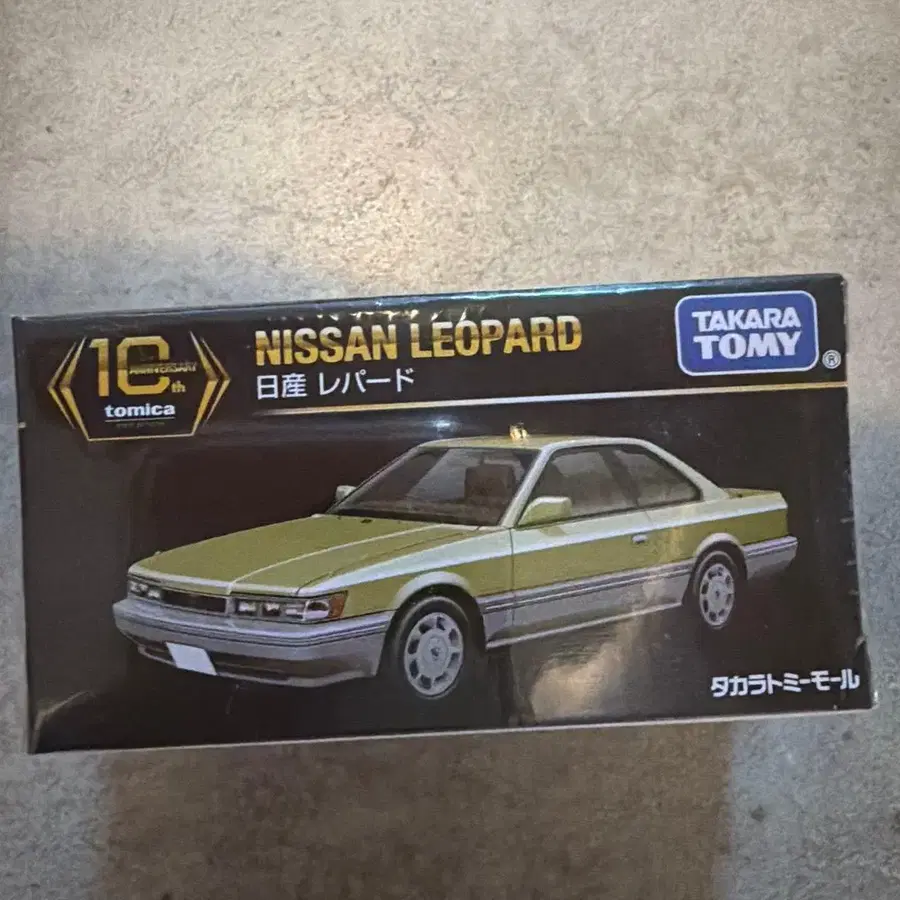 10th
ANNIVERSARY
tomica
NISSAN LEOPARD
日産 レパード
TAKARA
TOMY
®
タカラトミーモール